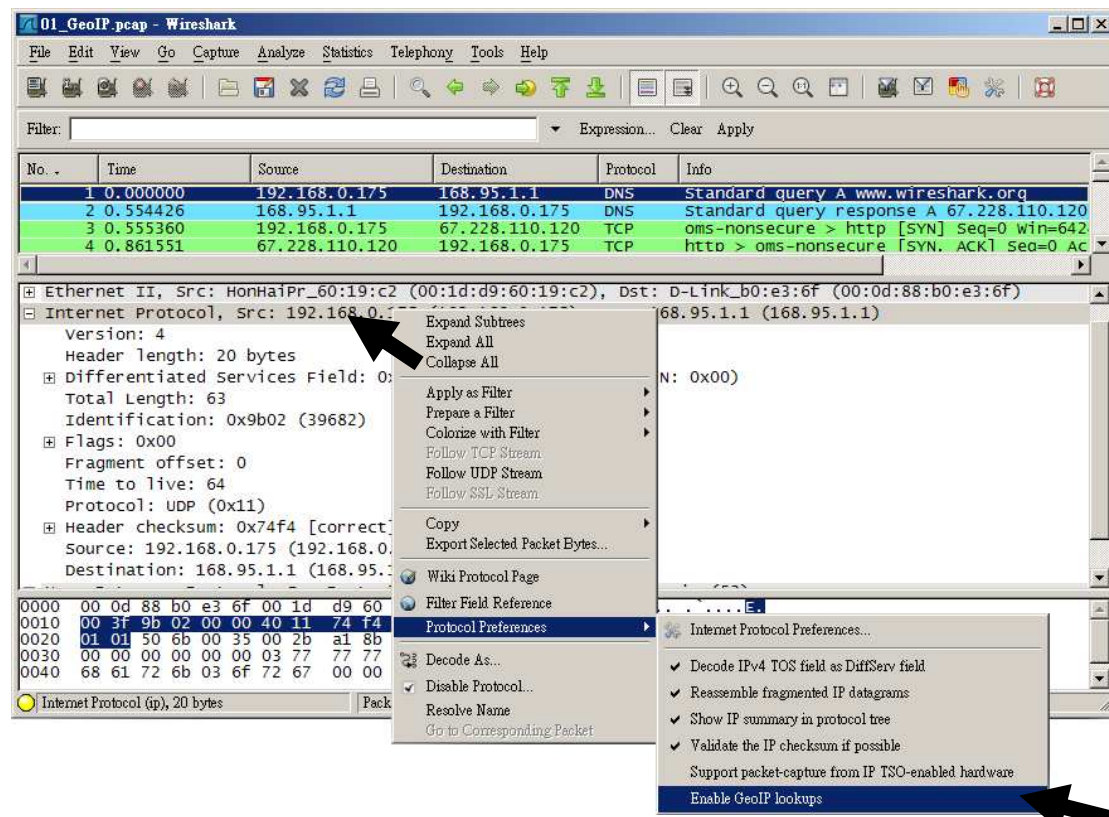 01_GeoIP.pcap - Wireshark
File Edit View Go Capture Analyze Statistics Telephony Tools Help
Filter: Expression... Clear Apply
No. . Time Source Destination Protocol Info
1 0.000000 192.168.0.175 168.95.1.1 DNS Standard query A www.wireshark.org
2 0.554426 168.95.1.1 192.168.0.175 DNS Standard query response A 67.228.110.120
3 0.555360 192.168.0.175 67.228.110.120 TCP oms-nonsecure > http [SYN] Seq=0 Win=642
4 0.861551 67.228.110.120 192.168.0.175 TCP http > oms-nonsecure [SYN, ACK] Seq=0 Ac
Ethernet II, Src: HonHaiPr_60:19:c2 (00:1d:d9:60:19:c2), Dst: D-Link_b0:e3:6f (00:0d:88:b0:e3:6f)
Internet Protocol, Src: 192.168.0.1 68.95.1.1 (168.95.1.1)
Version: 4
Header length: 20 bytes
Differentiated Services Field: 0x N: 0x00)
Total Length: 63
Identification: 0x9b02 (39682)
Flags: 0x00
Fragment offset: 0
Time to live: 64
Protocol: UDP (0x11)
Header checksum: 0x74f4 [correct]
Source: 192.168.0.175 (192.168.0.
Destination: 168.95.1.1 (168.95.1
0000 00 0d 88 b0 e3 6f 00 1d d9 60 .`....E.
0010 00 3f 9b 02 00 00 40 11 74 f4
0020 01 01 50 6b 00 35 00 2b a1 8b
0030 00 00 00 00 00 00 03 77 77 77
0040 68 61 72 6b 03 6f 72 67 00 00
Internet Protocol (ip), 20 bytes Pack
Expand Subtrees
Expand All
Collapse All
Apply as Filter
Prepare a Filter
Colorize with Filter
Follow TCP Stream
Follow UDP Stream
Follow SSL Stream
Copy
Export Selected Packet Bytes...
Wiki Protocol Page
Filter Field Reference
Protocol Preferences
Decode As...
Disable Protocol...
Resolve Name
Go to Corresponding Packet
Internet Protocol Preferences...
Decode IPv4 TOS field as DiffServ field
Reassemble fragmented IP datagrams
Show IP summary in protocol tree
Validate the IP checksum if possible
Support packet-capture from IP TSO-enabled hardware
Enable GeoIP lookups